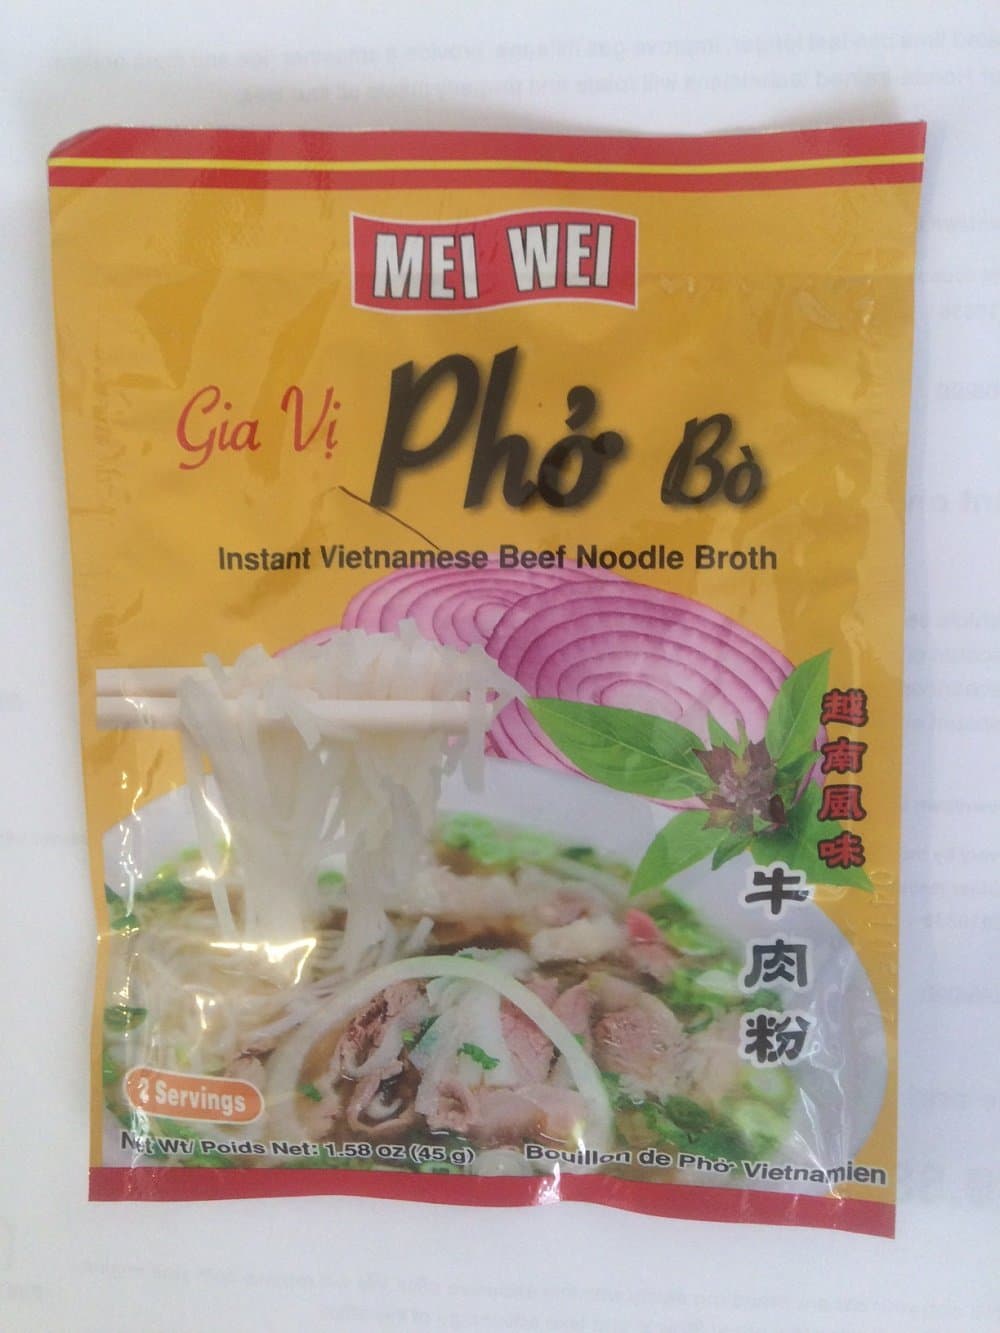 MEI WEI
Gia Vị Phở Bò
Instant Vietnamese Beef Noodle Broth
越南風味
牛肉粉
2 Servings
Net Wt/ Poids Net: 1.58 oz (45 g)
Bouillon de Phở Vietnamien